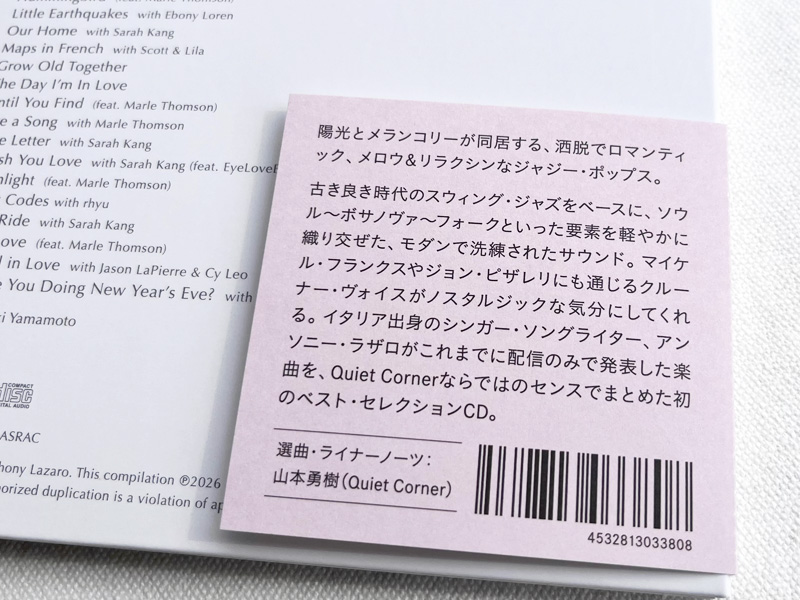 Little Earthquakes with Ebony Loren
Our Home with Sarah Kang
Maps in French with Scott & Lila
Grow Old Together
The Day I'm In Love
Until You Find (feat. Marle Thomson)
a Song with Marle Thomson
Letter with Sarah Kang
You Love with Sarah Kang (feat.
(feat. Marle Thomson)
Codes with rhyu
Ride with Sarah Kang
(feat. Marle Thomson)
in Love with Jason LaPierre & Cy Leo
You Doing New Year's Eve? with
Yamamoto
COMPACT
disc
DIGITAL AUDIO
JASRAC
Lazaro. This compilation ℗2026
duplication is a violation of
陽光とメランコリーが同居する、洒脱でロマンティ
ック、メロウ&リラクシンなジャジー・ポップス。
古き良き時代のスウィング・ジャズをベースに、ソウ
ル〜ボサノヴァ〜フォークといった要素を軽やかに
織り交ぜた、モダンで洗練されたサウンド。マイケ
ル・フランクスやジョン・ピザレリにも通じるクルー
ナー・ヴォイスがノスタルジックな気分にしてくれ
る。イタリア出身のシンガー・ソングライター、アン
ソニー・ラザロがこれまでに配信のみで発表した楽
曲を、Quiet Cornerならではのセンスでまとめた初
のベスト・セレクションCD。
選曲・ライナーノーツ：
山本勇樹（Quiet Corner）
4532813033808